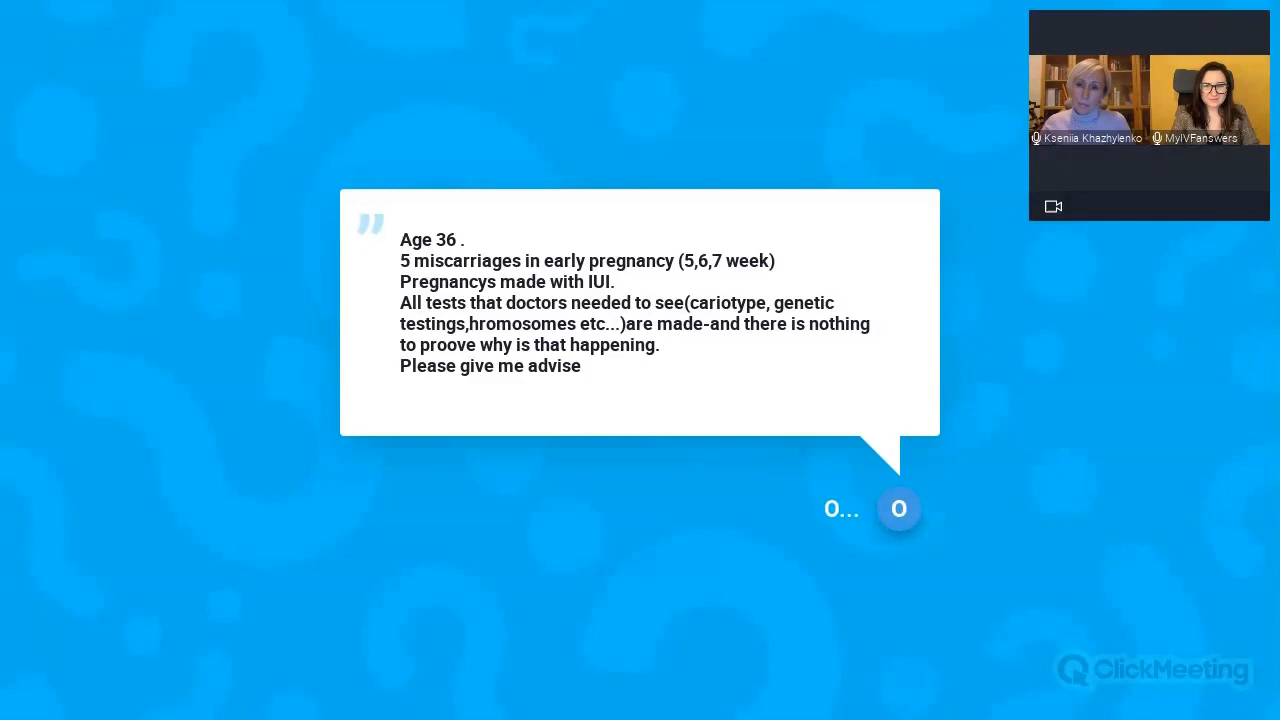 Kseniia Khazhylenko
MyIVFanswers
"
Age 36 .
5 miscarriages in early pregnancy (5,6,7 week)
Pregnancys made with IUI.
All tests that doctors needed to see(cariotype, genetic
testings,hromosomes etc...)are made-and there is nothing
to proove why is that happening.
Please give me advise
O... O
ClickMeeting